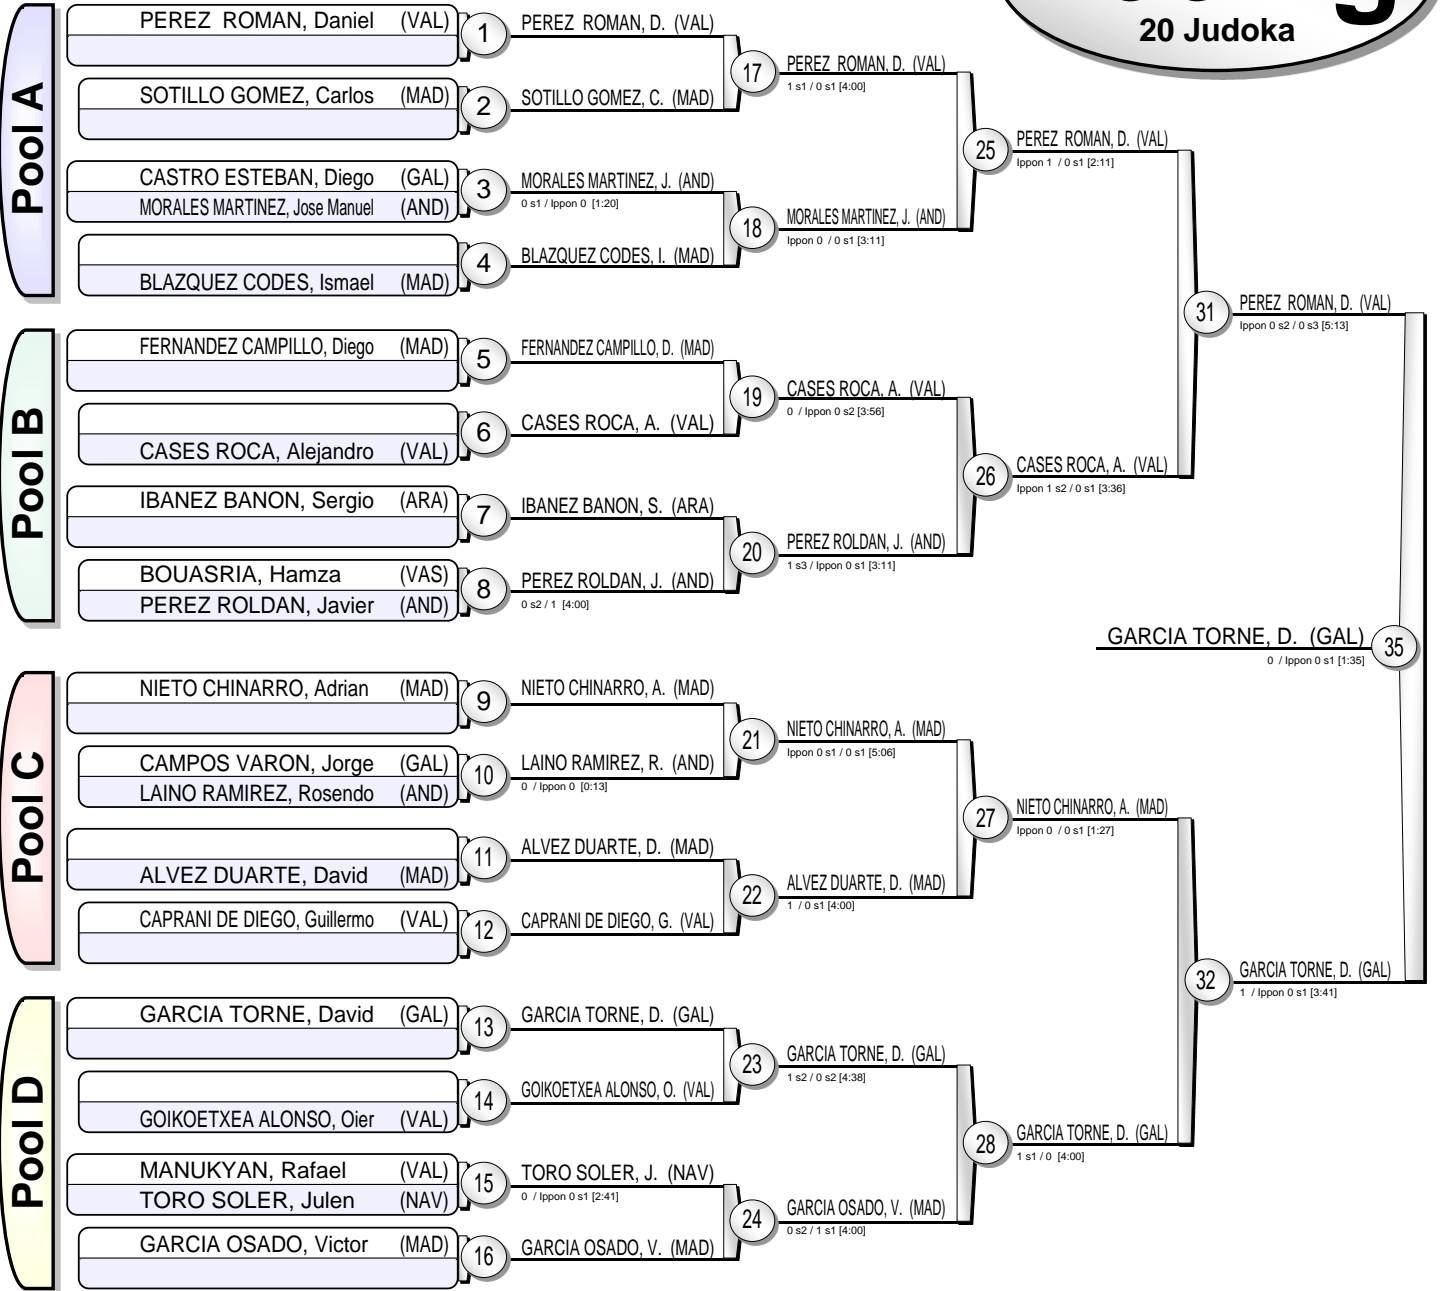 20 Judoka
Pool A
PEREZ ROMAN, Daniel (VAL)
1
PEREZ ROMAN, D. (VAL)
SOTILLO GOMEZ, Carlos (MAD)
2
SOTILLO GOMEZ, C. (MAD)
17
PEREZ ROMAN, D. (VAL)
1 s1 / 0 s1 [4:00]
CASTRO ESTEBAN, Diego (GAL)
MORALES MARTINEZ, Jose Manuel (AND)
3
MORALES MARTINEZ, J. (AND)
0 s1 / Ippon 0 [1:20]
BLAZQUEZ CODES, Ismael (MAD)
4
BLAZQUEZ CODES, I. (MAD)
18
MORALES MARTINEZ, J. (AND)
Ippon 0 / 0 s1 [3:11]
25
PEREZ ROMAN, D. (VAL)
Ippon 1 / 0 s1 [2:11]
Pool B
FERNANDEZ CAMPILLO, Diego (MAD)
5
FERNANDEZ CAMPILLO, D. (MAD)
CASES ROCA, Alejandro (VAL)
6
CASES ROCA, A. (VAL)
19
CASES ROCA, A. (VAL)
0 / Ippon 0 s2 [3:56]
IBANEZ BANON, Sergio (ARA)
7
IBANEZ BANON, S. (ARA)
BOUASRIA, Hamza (VAS)
PEREZ ROLDAN, Javier (AND)
8
PEREZ ROLDAN, J. (AND)
0 s2 / 1 [4:00]
20
PEREZ ROLDAN, J. (AND)
1 s3 / Ippon 0 s1 [3:11]
26
CASES ROCA, A. (VAL)
Ippon 1 s2 / 0 s1 [3:36]
31
PEREZ ROMAN, D. (VAL)
Ippon 0 s2 / 0 s3 [5:13]
GARCIA TORNE, D. (GAL)
35
0 / Ippon 0 s1 [1:35]
Pool C
NIETO CHINARRO, Adrian (MAD)
9
NIETO CHINARRO, A. (MAD)
CAMPOS VARON, Jorge (GAL)
LAINO RAMIREZ, Rosendo (AND)
10
LAINO RAMIREZ, R. (AND)
0 / Ippon 0 [0:13]
21
NIETO CHINARRO, A. (MAD)
Ippon 0 s1 / 0 s1 [5:06]
ALVEZ DUARTE, David (MAD)
11
ALVEZ DUARTE, D. (MAD)
CAPRANI DE DIEGO, Guillermo (VAL)
12
CAPRANI DE DIEGO, G. (VAL)
22
ALVEZ DUARTE, D. (MAD)
1 / 0 s1 [4:00]
27
NIETO CHINARRO, A. (MAD)
Ippon 0 / 0 s1 [1:27]
Pool D
GARCIA TORNE, David (GAL)
13
GARCIA TORNE, D. (GAL)
GOIKOETXEA ALONSO, Oier (VAL)
14
GOIKOETXEA ALONSO, O. (VAL)
23
GARCIA TORNE, D. (GAL)
1 s2 / 0 s2 [4:38]
MANUKYAN, Rafael (VAL)
TORO SOLER, Julen (NAV)
15
TORO SOLER, J. (NAV)
0 / Ippon 0 s1 [2:41]
GARCIA OSADO, Victor (MAD)
16
GARCIA OSADO, V. (MAD)
24
GARCIA OSADO, V. (MAD)
0 s2 / 1 s1 [4:00]
28
GARCIA TORNE, D. (GAL)
1 s1 / 0 [4:00]
32
GARCIA TORNE, D. (GAL)
1 / Ippon 0 s1 [3:41]